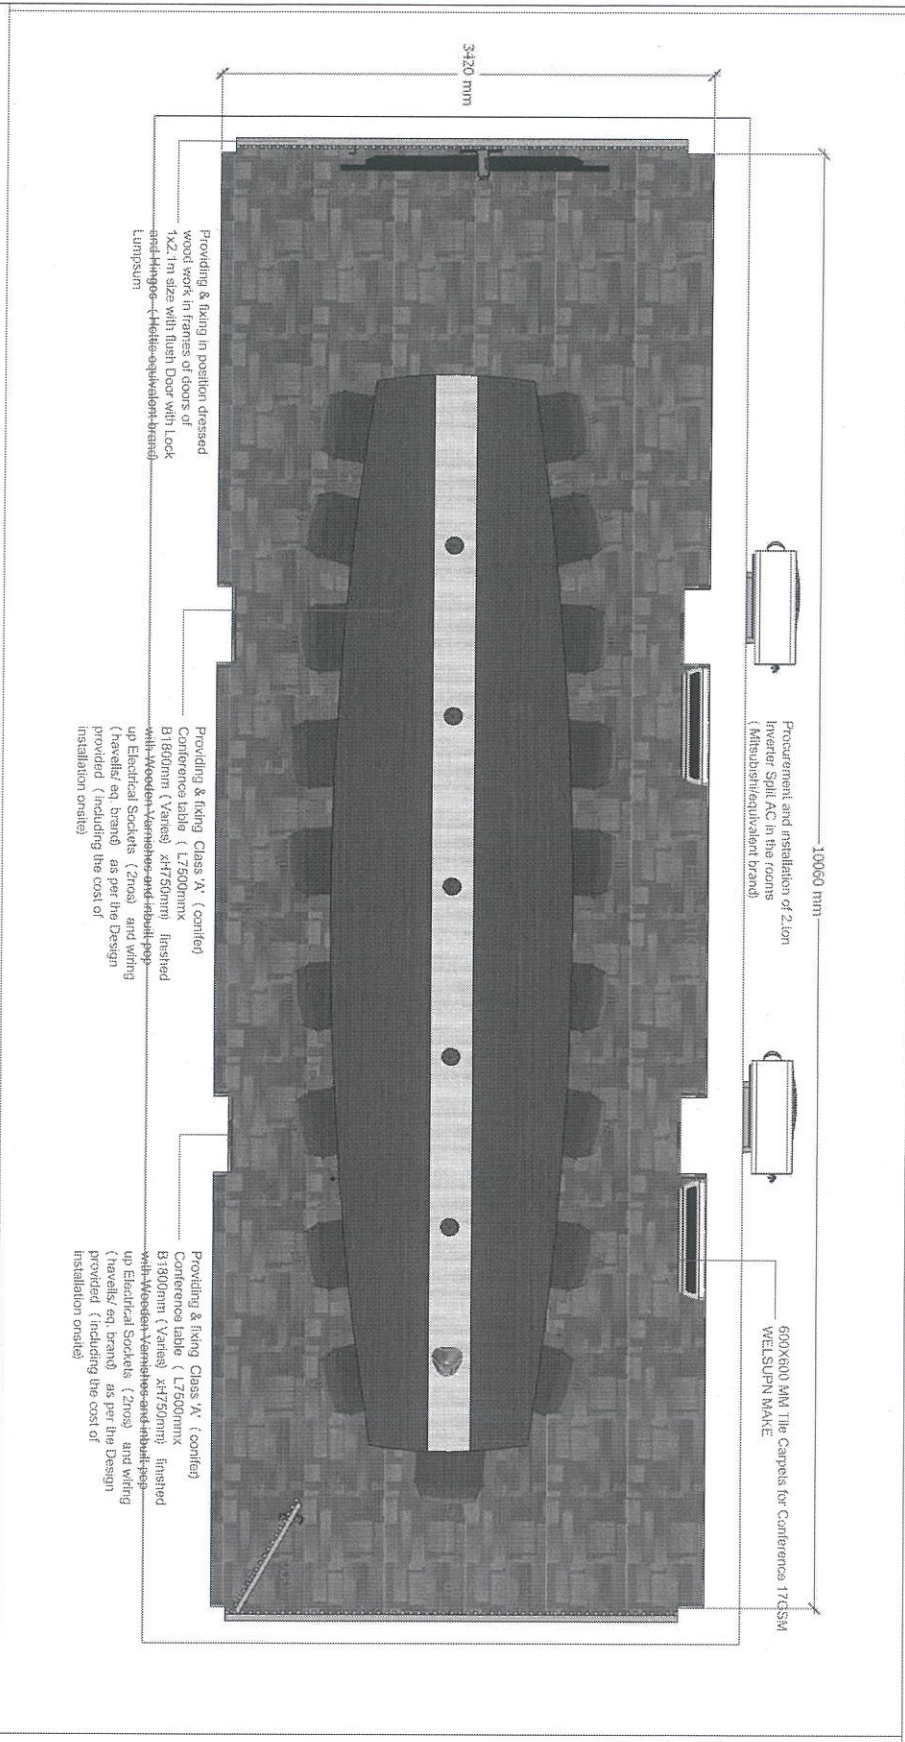 3420 mm
10060 mm
Procurement and installation of 2.ton
Inverter Split AC in the rooms
( Mitsubishi/equivalent brand)
600X600 MM Tile Carpets for Conference 17GSM
WELSUPN MAKE
Providing & fixing in position dressed
wood work in frames of doors of
1x2.1m size with flush Door with Lock
and Hinges ( Hettic equivalent brand)
Lumpsum
Providing & fixing Class 'A' ( conifer)
Conference table ( L7500mmx
B1800mm ( Varies) xH750mm) finished
with Wooden Varnishes and inbuilt pop
up Electrical Sockets ( 2nos) and wiring
( havells/ eq. brand) as per the Design
provided ( including the cost of
installation onsite)
Providing & fixing Class 'A' ( conifer)
Conference table ( L7500mmx
B1800mm ( Varies) xH750mm) finished
with Wooden Varnishes and inbuilt pop
up Electrical Sockets ( 2nos) and wiring
( havells/ eq. brand) as per the Design
provided ( including the cost of
installation onsite)